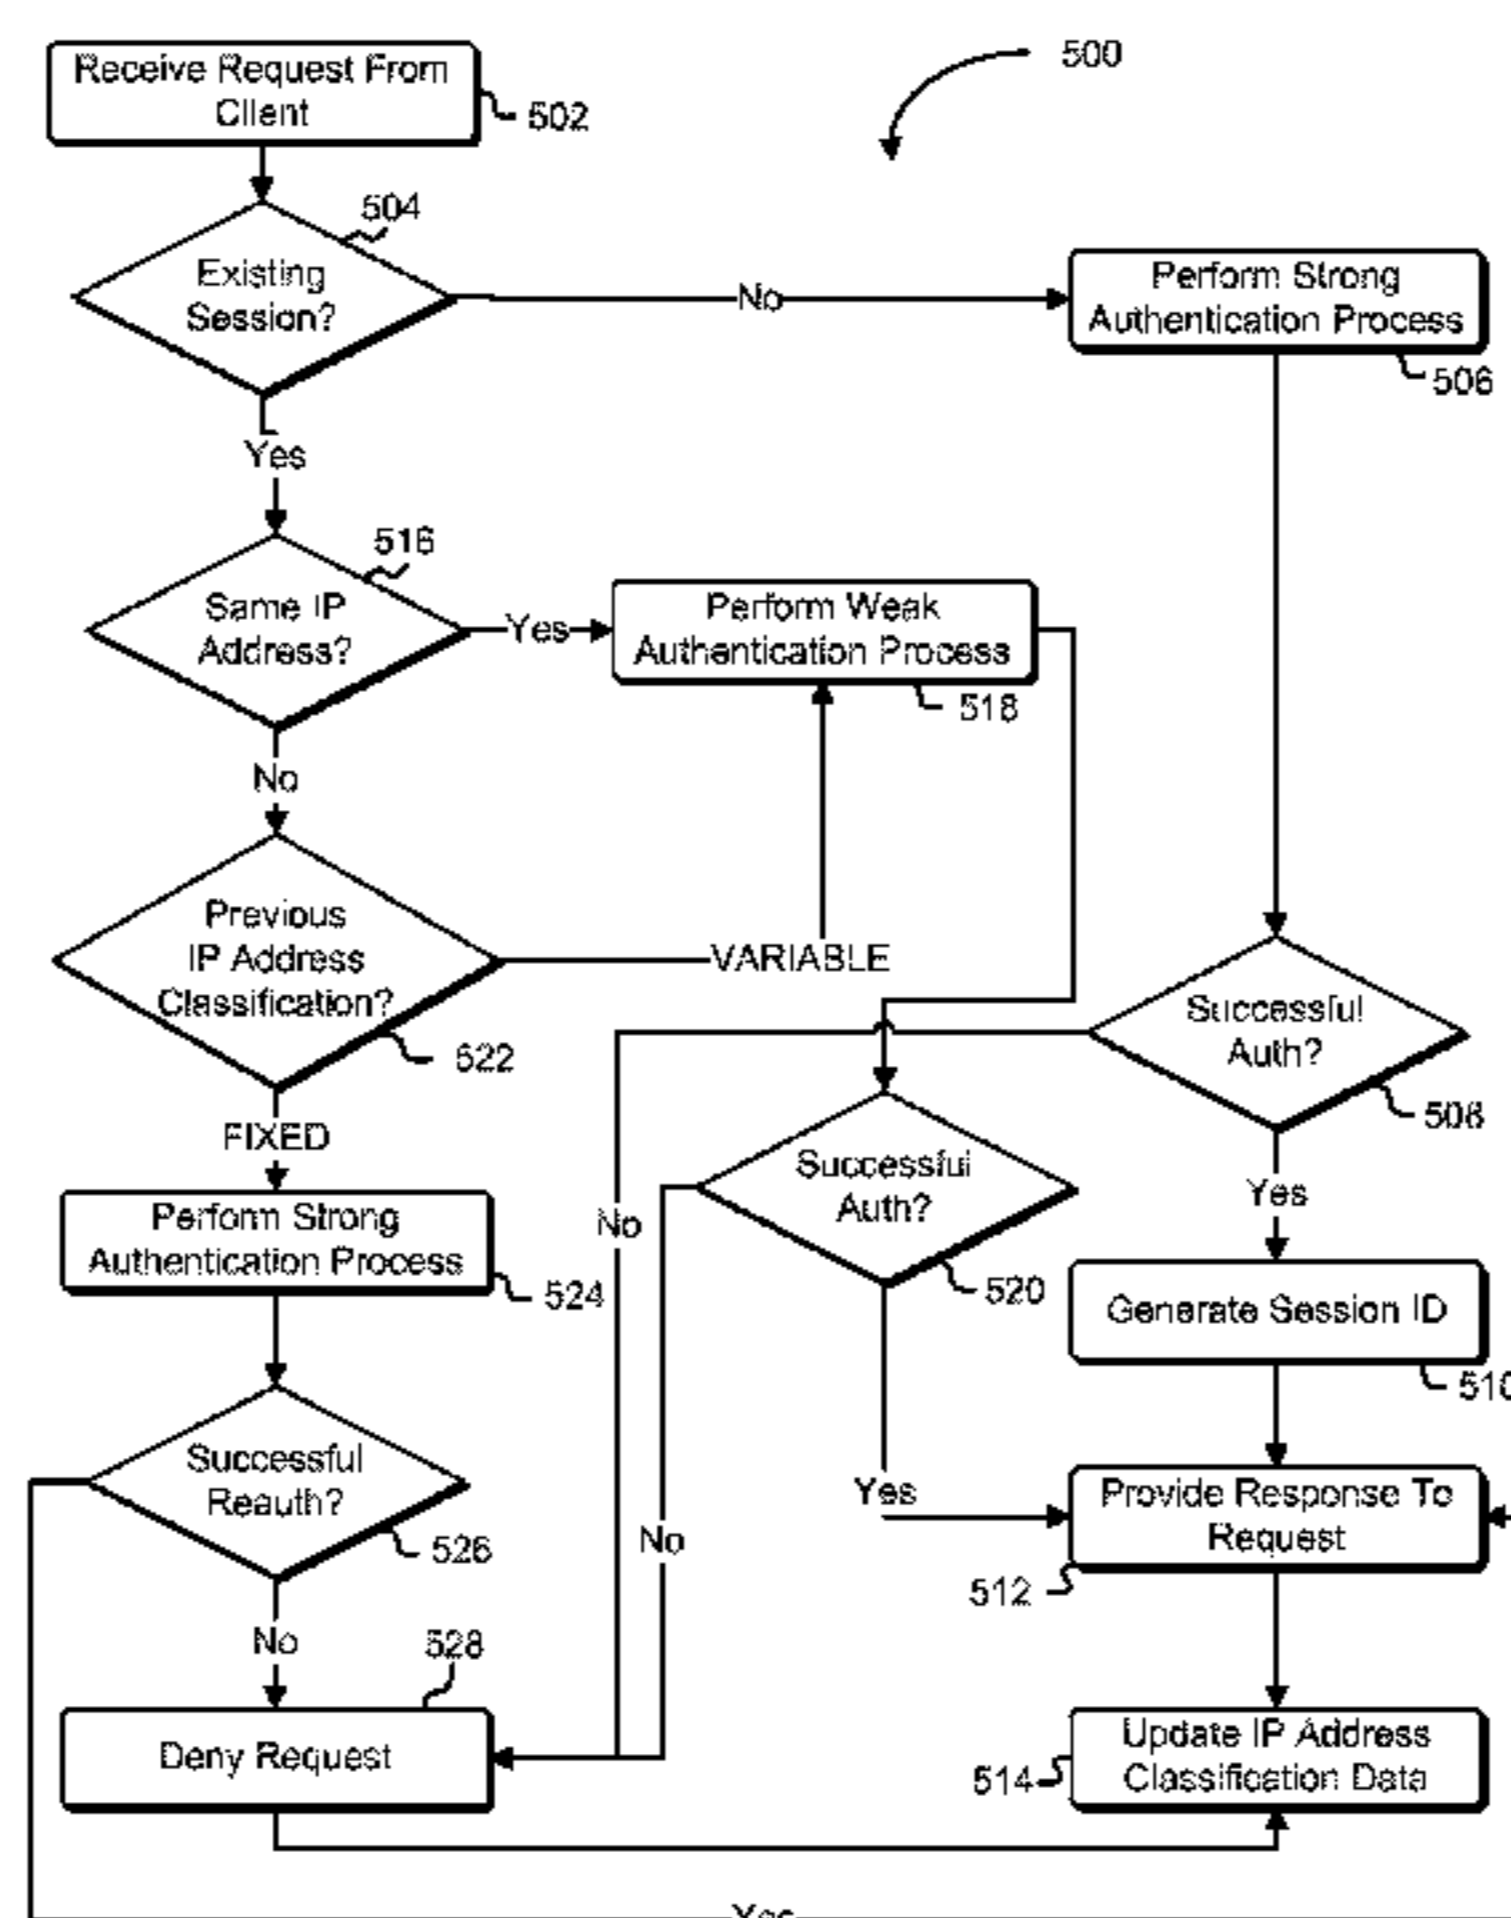 500
Receive Request From
Client
502
504
Existing
Session?
No
Perform Strong
Authentication Process
506
Yes
516
Same IP
Address?
Yes
Perform Weak
Authentication Process
518
No
Previous
IP Address
Classification?
522
VARIABLE
Successful
Auth?
508
FIXED
Perform Strong
Authentication Process
524
No
Successful
Auth?
520
Yes
Generate Session ID
510
Successful
Reauth?
526
No
Yes
Provide Response To
Request
512
No
528
Deny Request
Update IP Address
Classification Data
514
Yes